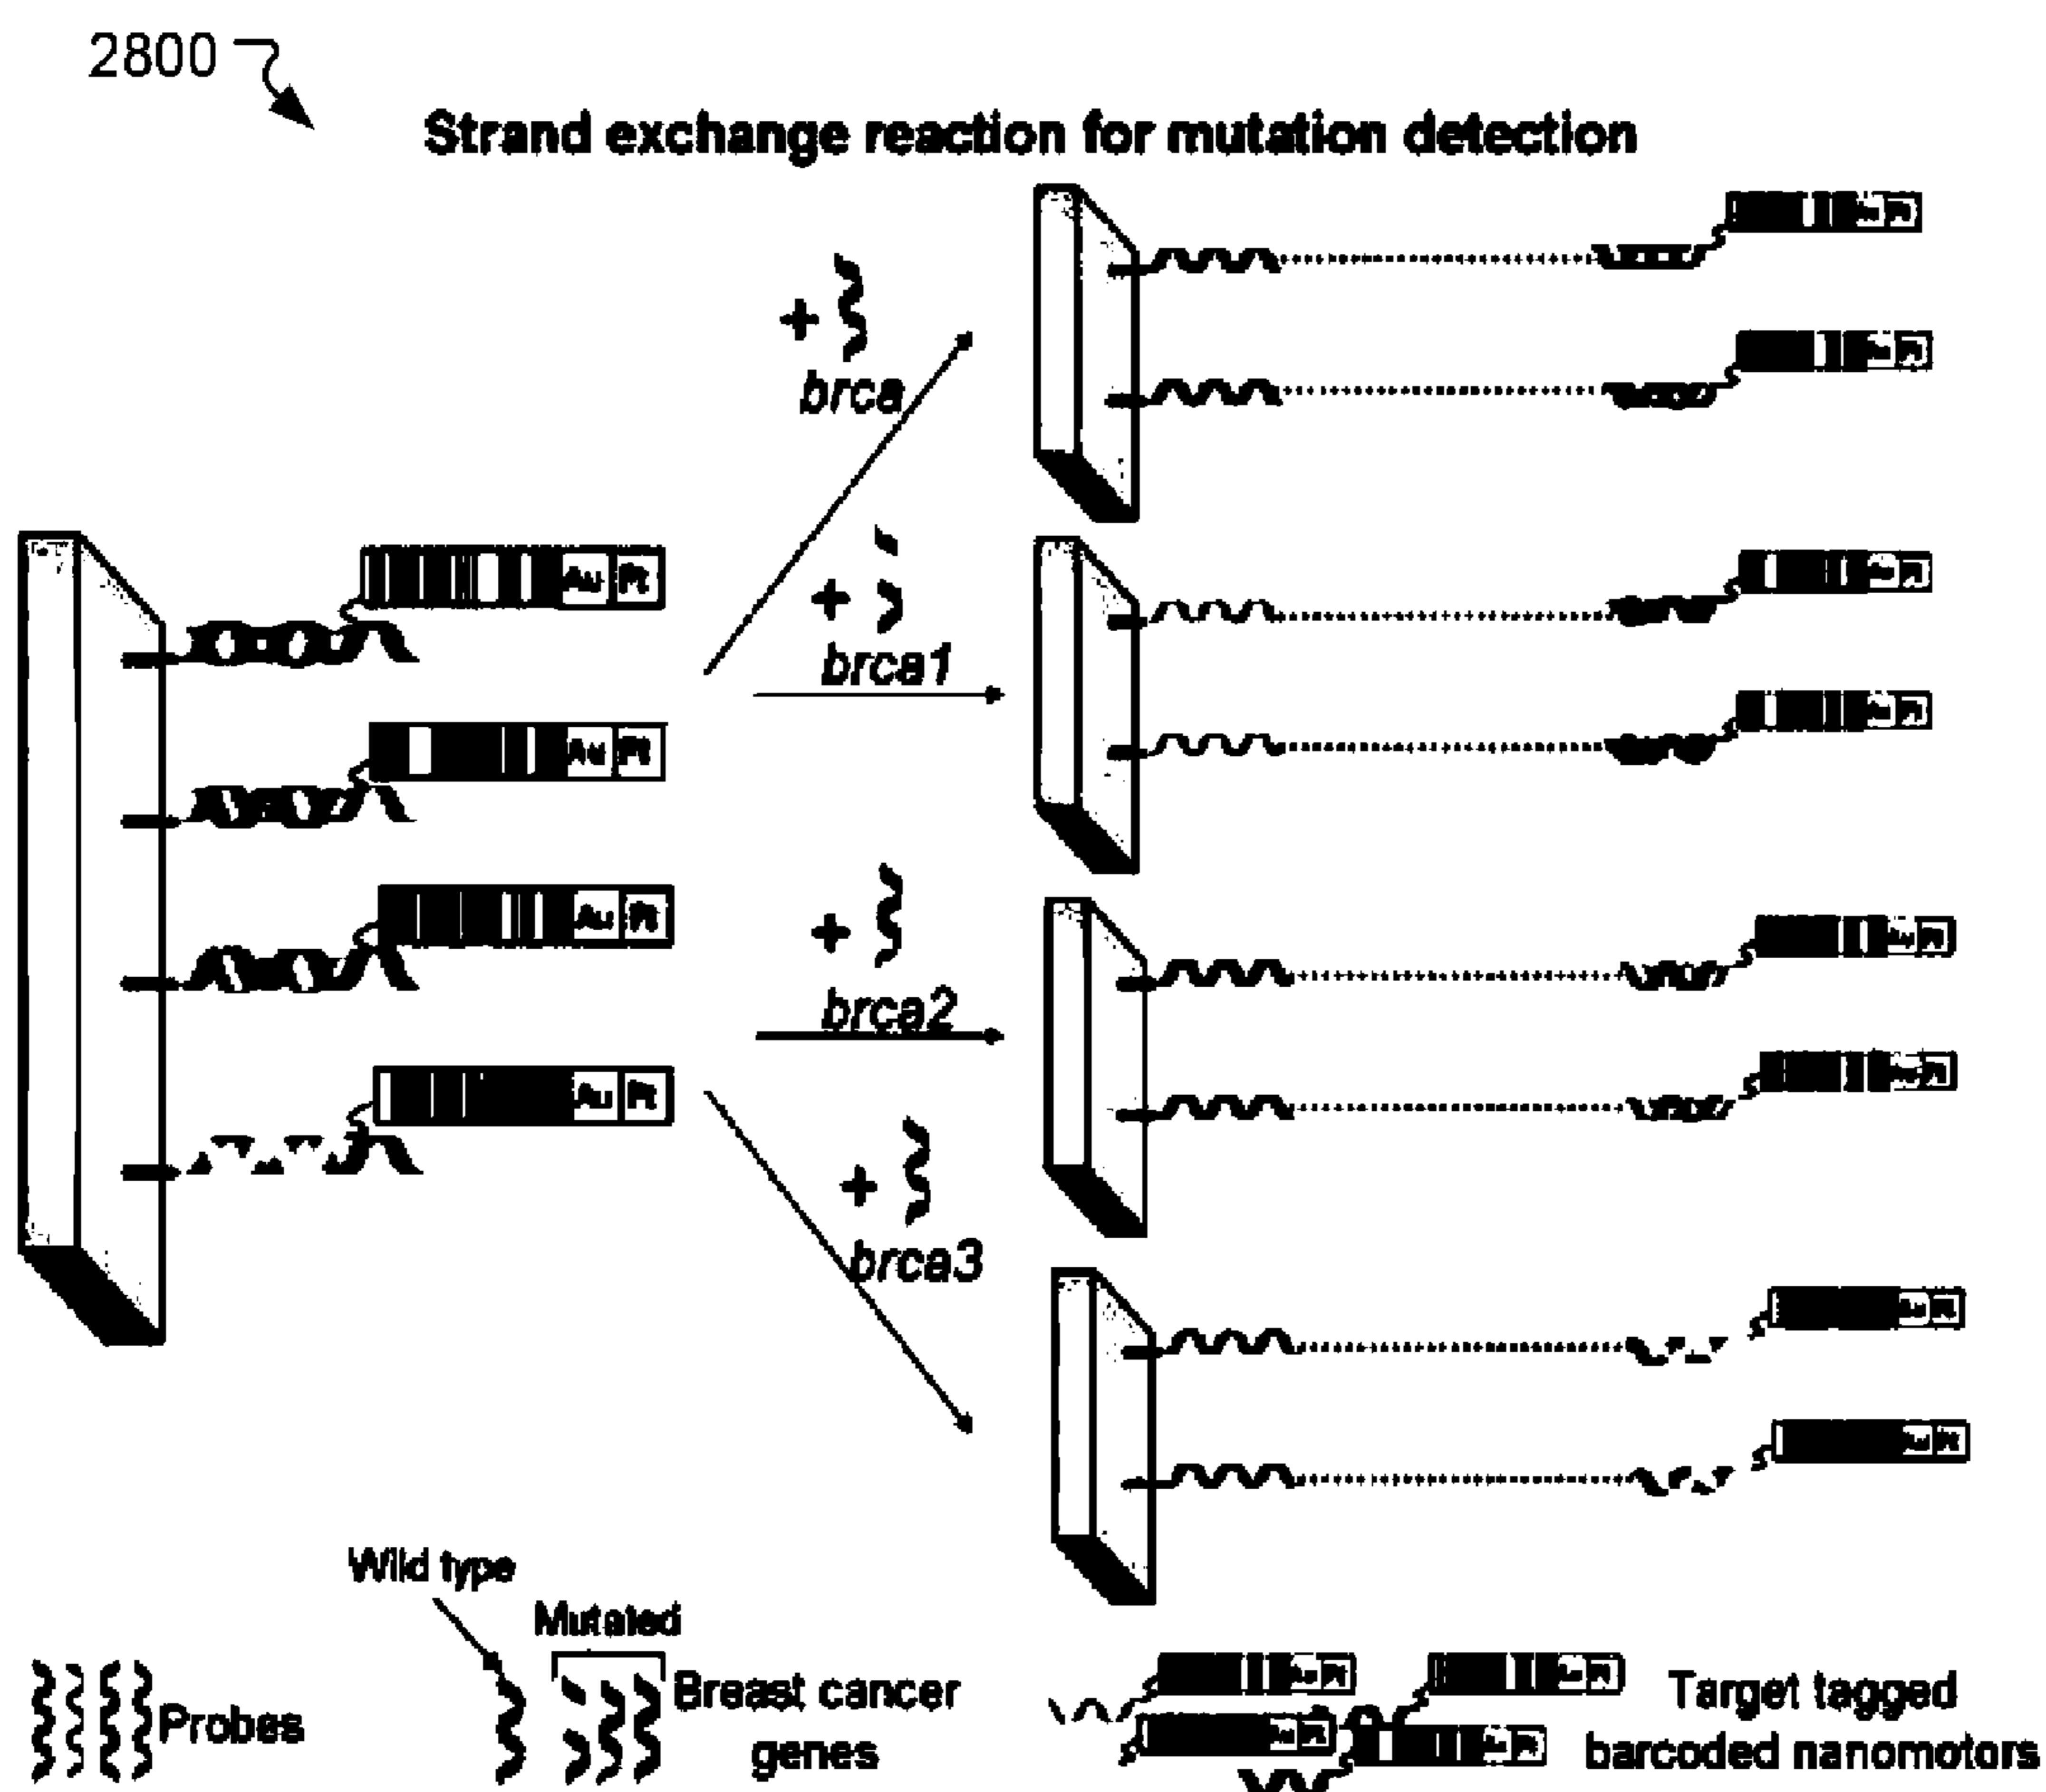 2800
Strand exchange reaction for mutation detection
+
brca
+
brca1
+
brca2
+
brca3
Au Pt
Au Pt
Au Pt
Au Pt
Wild type
Mutated
Probes
Breast cancer
genes
Target tagged
barcoded nanomotors